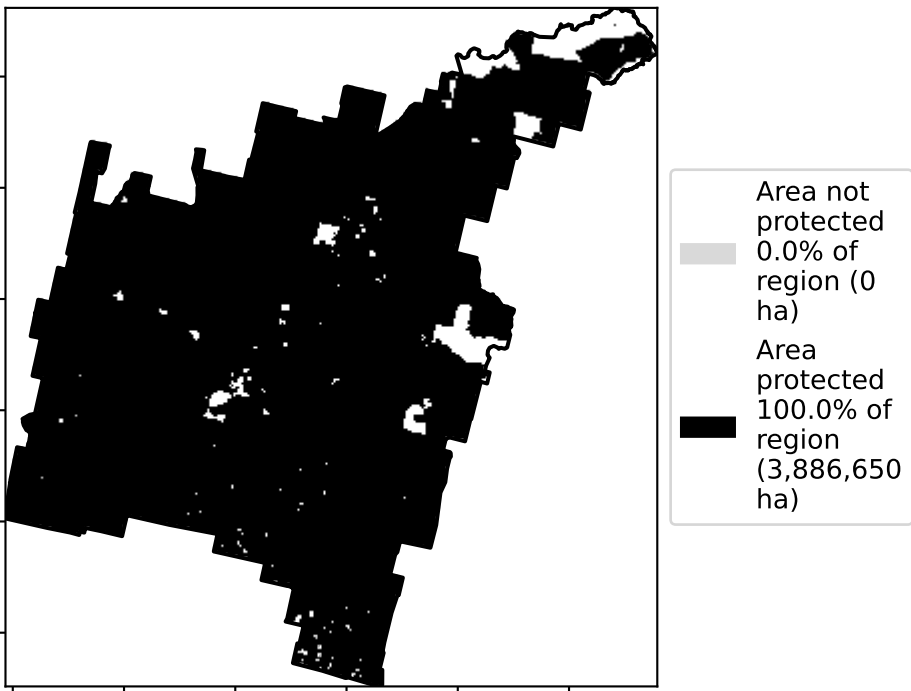 Area not
protected
0.0% of
region (0
ha)
Area
protected
100.0% of
region
(3,886,650
ha)